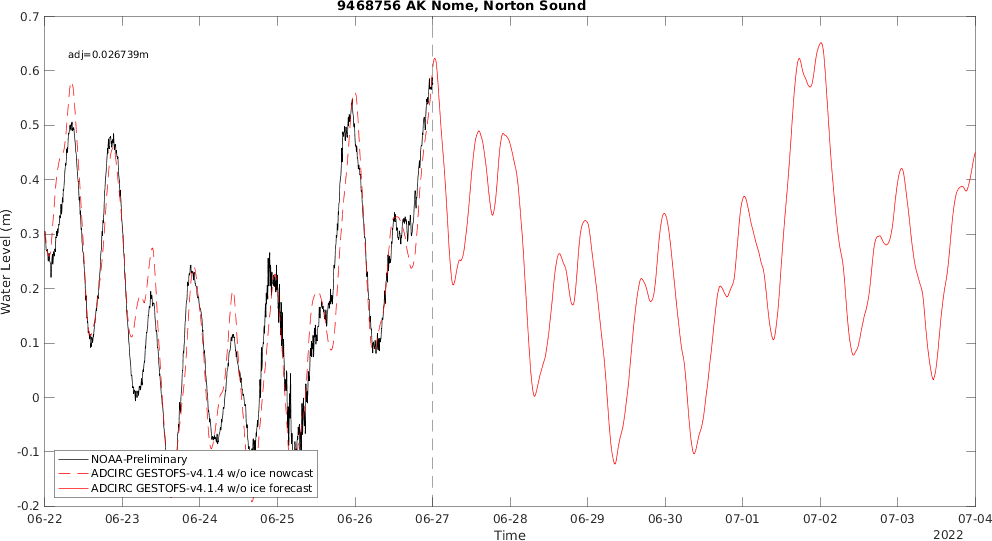 9468756 AK Nome, Norton Sound
adj=0.026739m
Water Level (m)
0.7
0.6
0.5
0.4
0.3
0.2
0.1
0
-0.1
-0.2
NOAA-Preliminary
ADCIRC GESTOFS-v4.1.4 w/o ice nowcast
ADCIRC GESTOFS-v4.1.4 w/o ice forecast
06-22 06-23 06-24 06-25 06-26 06-27 06-28 06-29 06-30 07-01 07-02 07-03 07-04
Time
2022